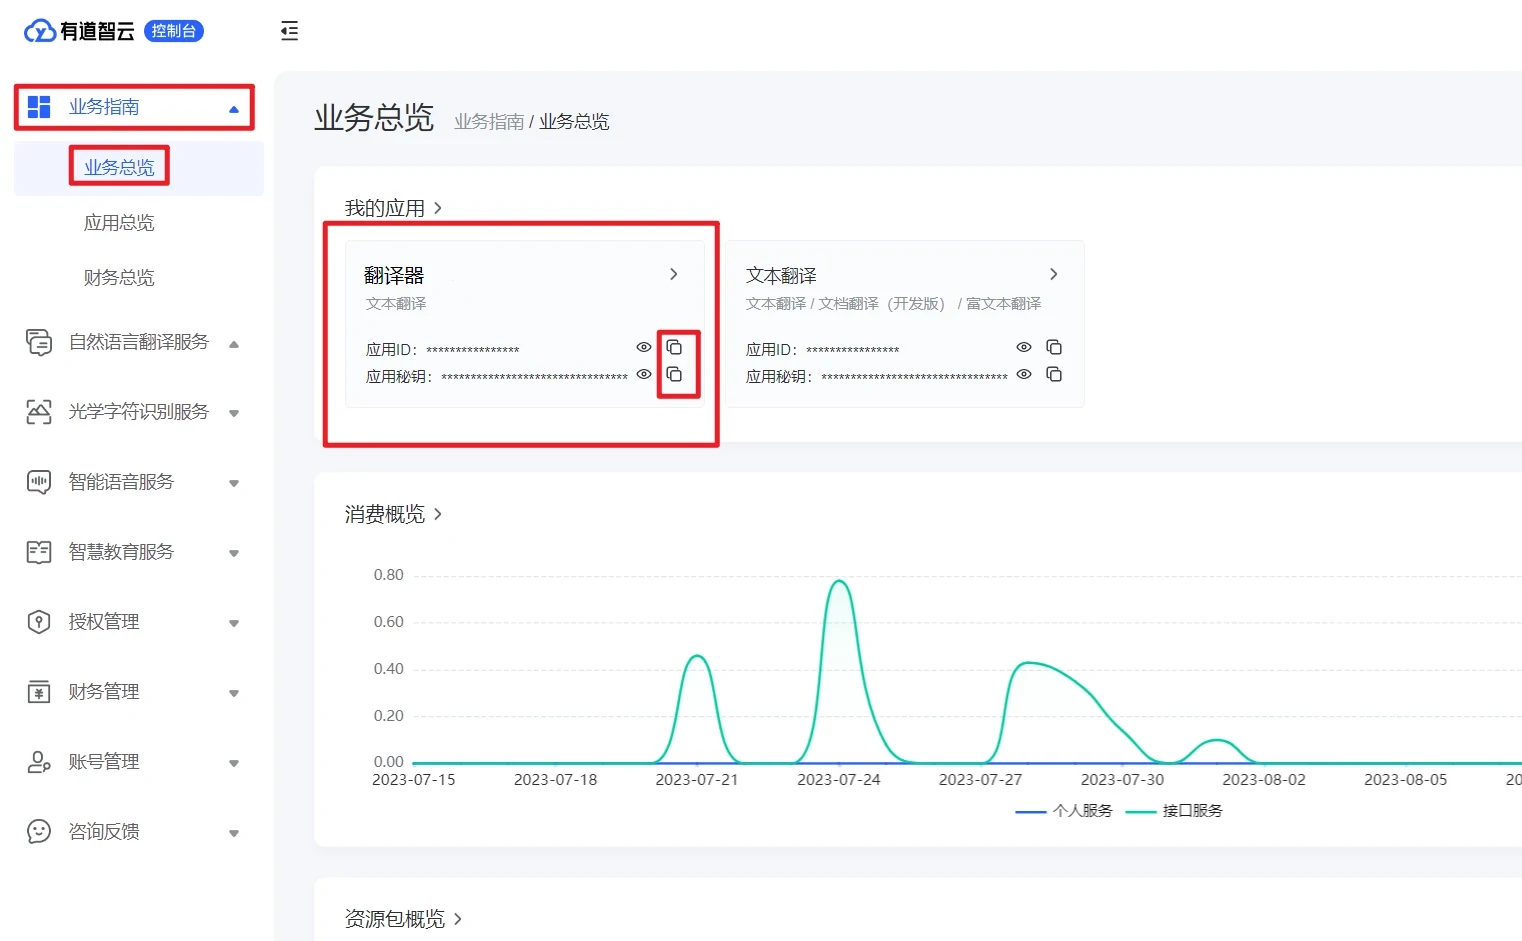 有道智云 控制台
业务指南
业务总览
应用总览
财务总览
自然语言翻译服务
光学字符识别服务
智能语音服务
智慧教育服务
授权管理
财务管理
账号管理
咨询反馈
业务总览 业务指南 / 业务总览
我的应用
翻译器
文本翻译
应用ID: ****************
应用秘钥: ********************************
文本翻译
文本翻译 / 文档翻译（开发版） / 富文本翻译
应用ID: ****************
应用秘钥: ********************************
消费概览
0.80
0.60
0.40
0.20
0.00
2023-07-15 2023-07-18 2023-07-21 2023-07-24 2023-07-27 2023-07-30 2023-08-02 2023-08-05 20
个人服务 接口服务
资源包概览